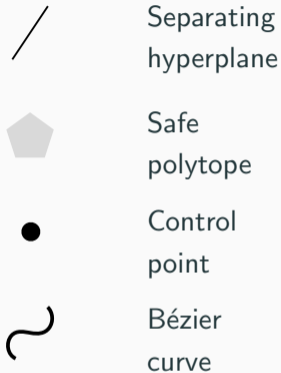 Separating
hyperplane
Safe
polytope
Control
point
Bézier
curve